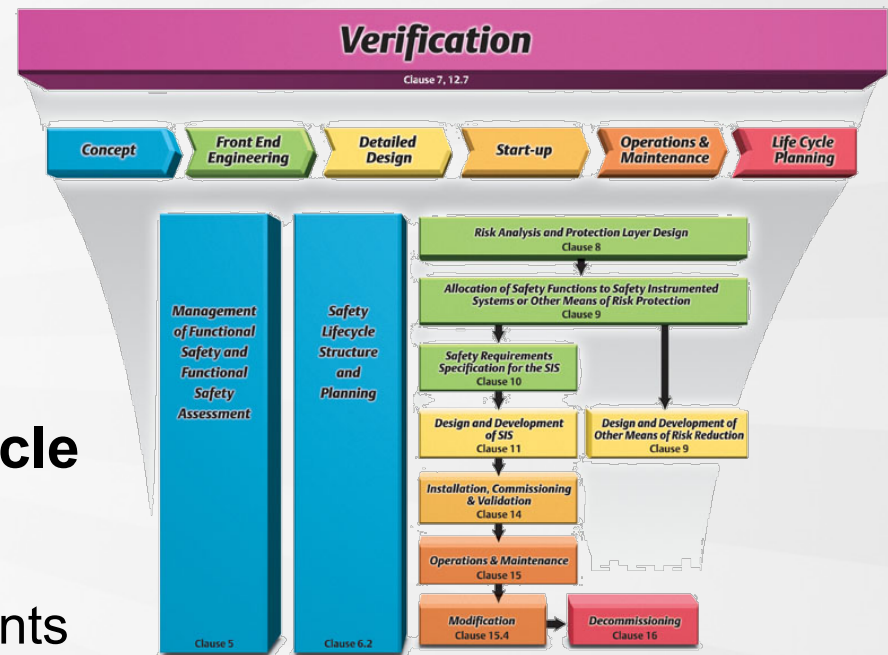 Verification
Clause 7, 12.7
Concept
Front End
Engineering
Detailed
Design
Start-up
Operations &
Maintenance
Life Cycle
Planning
Management
of Functional
Safety and
Functional
Safety
Assessment
Clause 5
Safety
Lifecycle
Structure
and
Planning
Clause 6.2
Risk Analysis and Protection Layer Design
Clause 8
Allocation of Safety Functions to Safety Instrumented
Systems or Other Means of Risk Protection
Clause 9
Safety Requirements
Specification for the SIS
Clause 10
Design and Development
of SIS
Clause 11
Design and Development of
Other Means of Risk Reduction
Clause 9
Installation, Commissioning
& Validation
Clause 14
Operations & Maintenance
Clause 15
Modification
Clause 15.4
Decommissioning
Clause 16
cle
nts